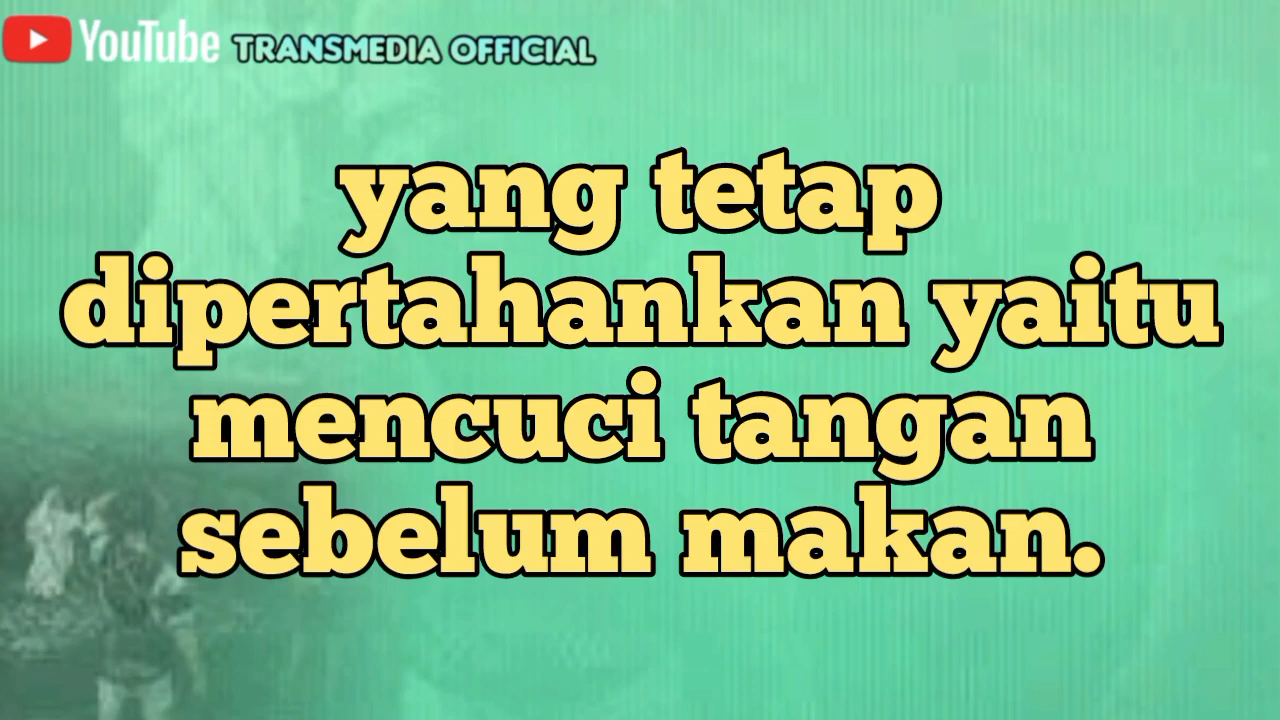 YouTube TRANSMEDIA OFFICIAL
yang tetap
dipertahankan yaitu
mencuci tangan
sebelum makan.